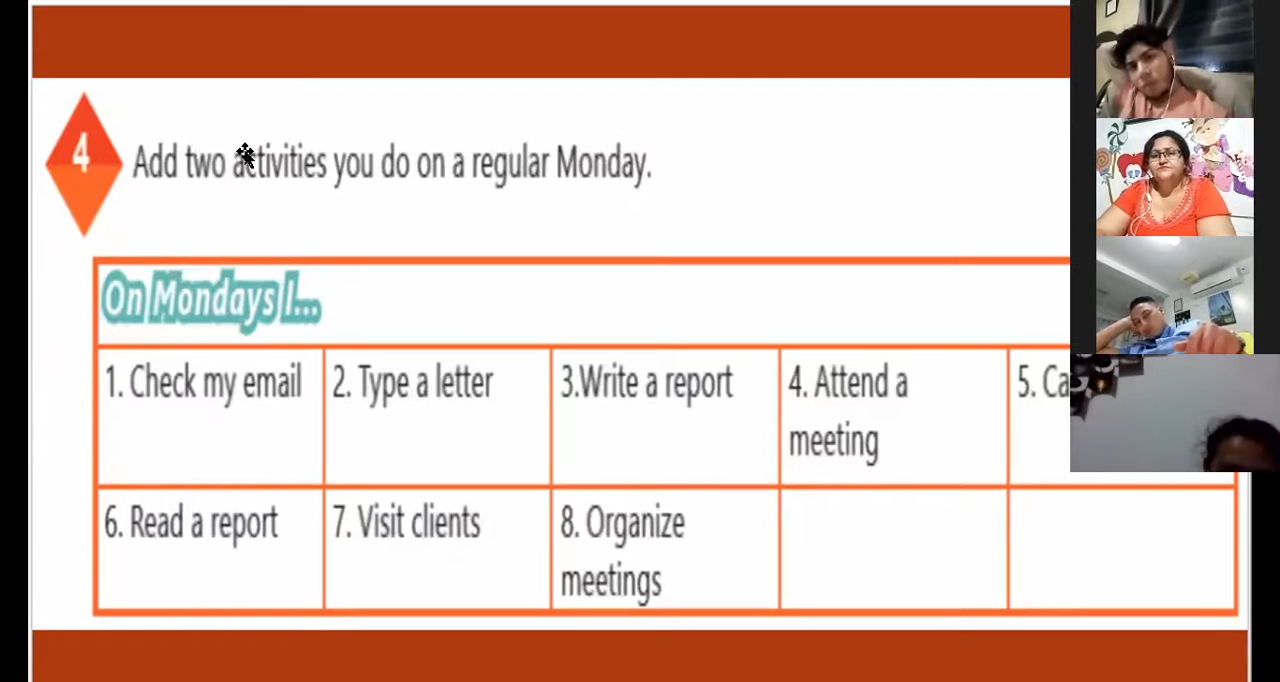 4
Add two activities you do on a regular Monday.
On Mondays I...
1. Check my email
2. Type a letter
3.Write a report
4. Attend a
meeting
5.
6. Read a report
7. Visit clients
8. Organize
meetings